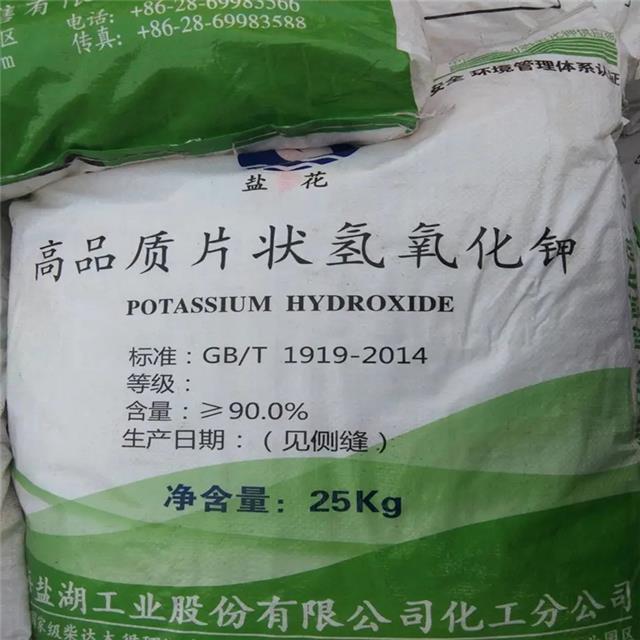 +86-28-69983566
传真: +86-28-69983588
安全 环境管理体系认证
盐 花
高品质片状氢氧化钾
POTASSIUM HYDROXIDE
标准：GB/T 1919-2014
等级：
含量：≥90.0%
生产日期：（见侧缝）
净含量：25Kg
盐湖工业股份有限公司化工分公司